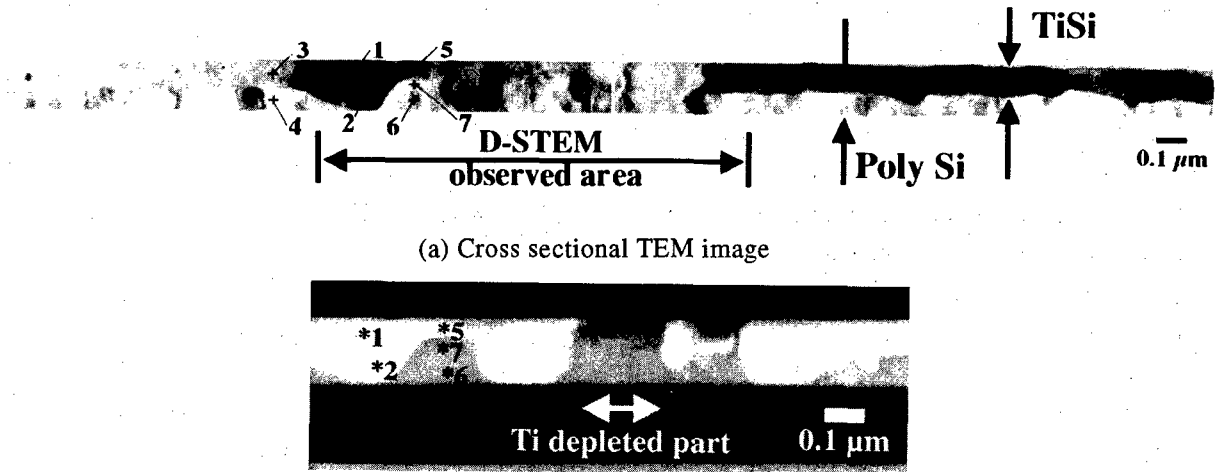 TiSi
3 1 5
4 2 6 7
D-STEM
observed area
Poly Si
0.1 μm
(a) Cross sectional TEM image
*1 *5
*7
*2 *6
Ti depleted part
0.1 μm